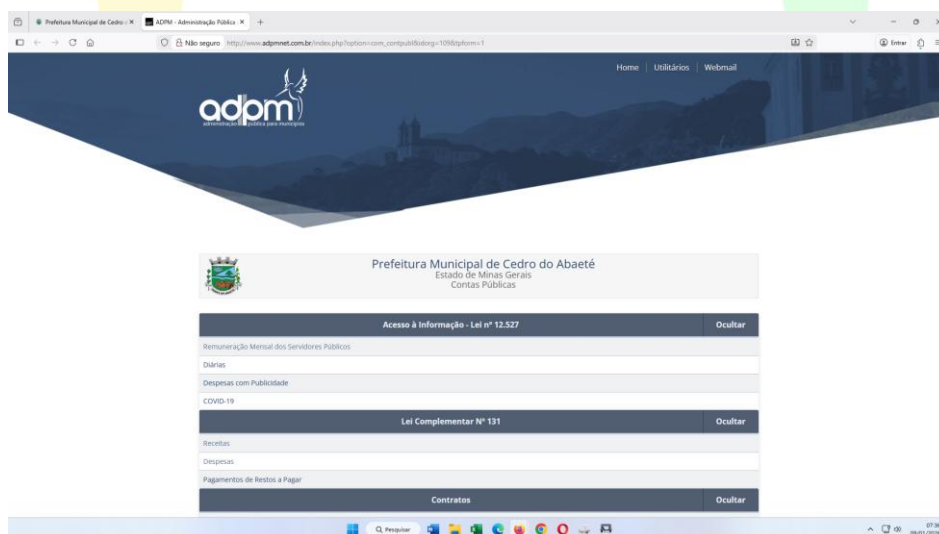 Prefeitura Municipal de Cedro
ADPM - Administração Pública
Não seguro
http://www.adpmnet.com.br/index.php?option=com_contpubl&idorg=109&tpform=1
Entrar
Home | Utilitários | Webmail
adpm
administração pública para municípios
Prefeitura Municipal de Cedro do Abaeté
Estado de Minas Gerais
Contas Públicas
Acesso à Informação - Lei nº 12.527 Ocultar
Remuneração Mensal dos Servidores Públicos
Diárias
Despesas com Publicidade
COVID-19
Lei Complementar Nº 131 Ocultar
Receitas
Despesas
Pagamentos de Restos a Pagar
Contratos Ocultar
Pesquisar